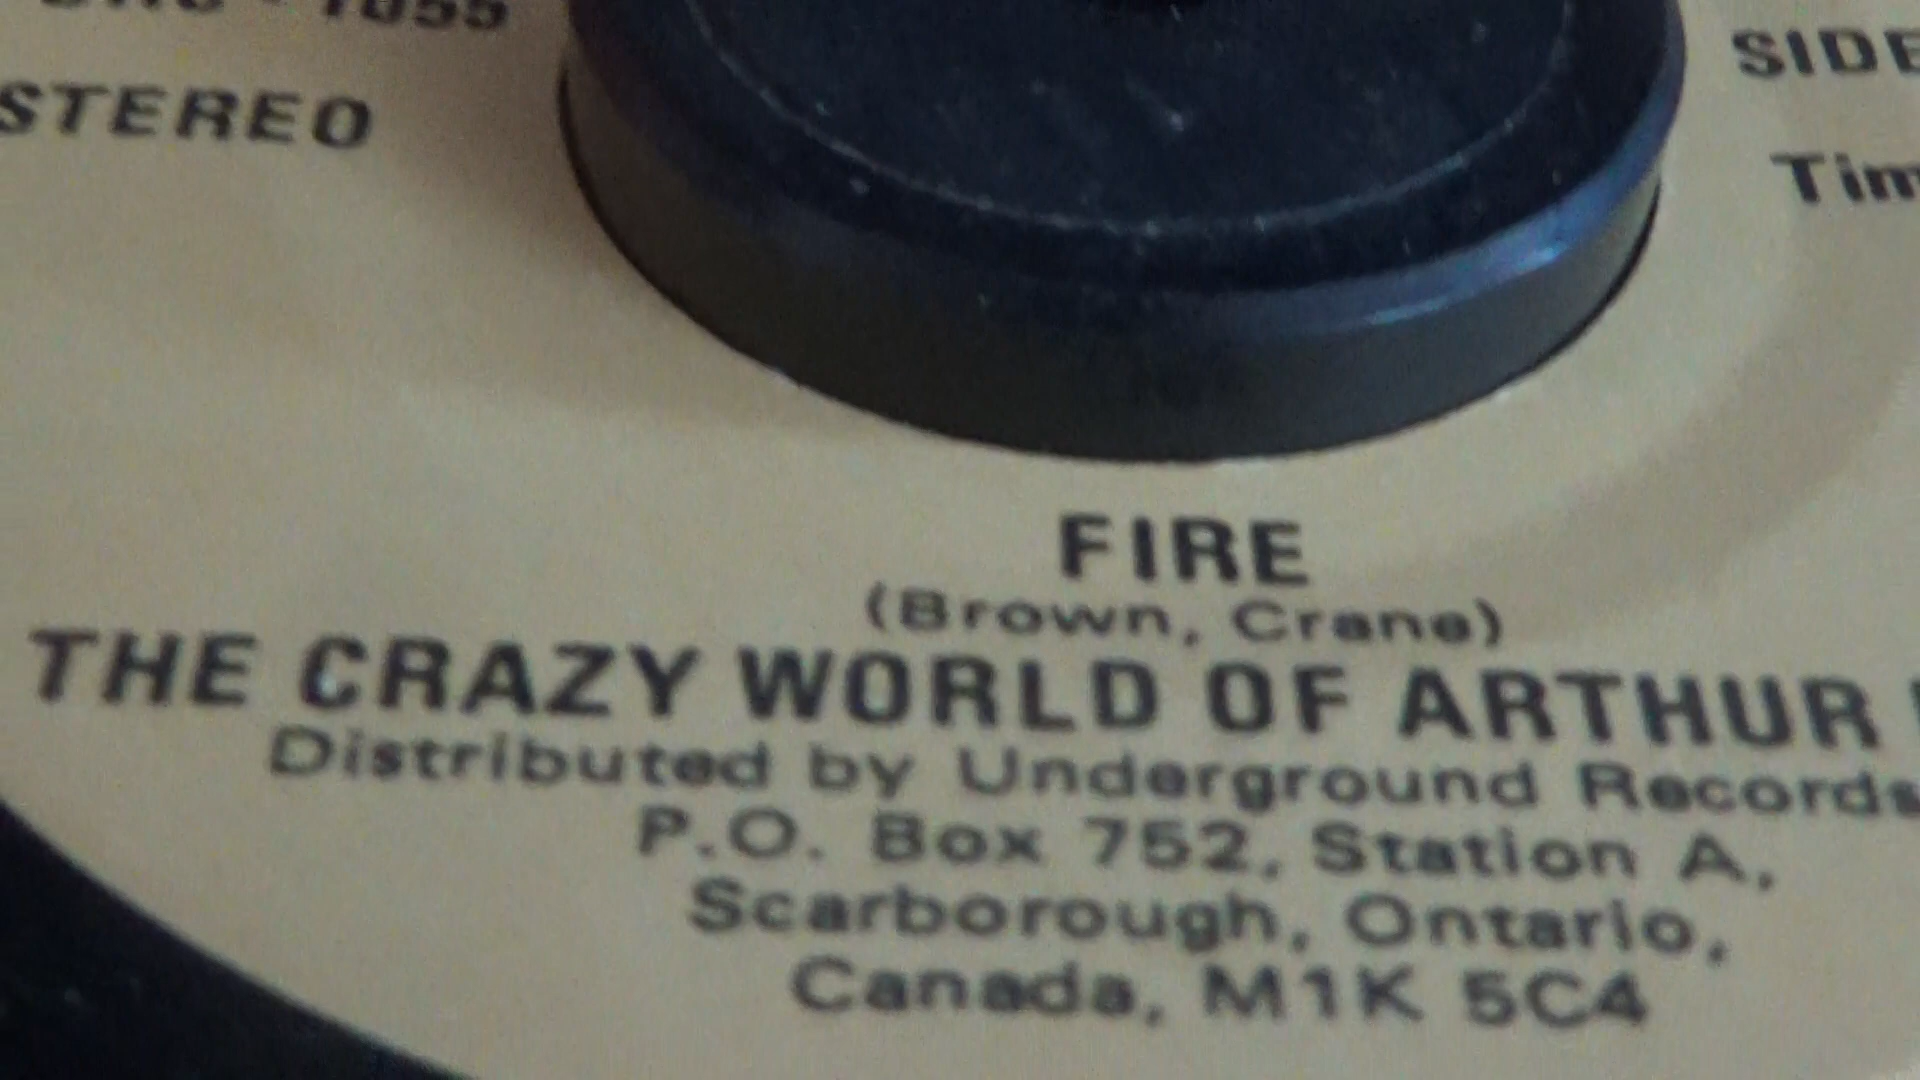 STEREO
SIDE
FIRE
(Brown, Crane)
THE CRAZY WORLD OF ARTHUR
Distributed by Underground Records
P.O. Box 752, Station A,
Scarborough, Ontario,
Canada, M1K 5C4